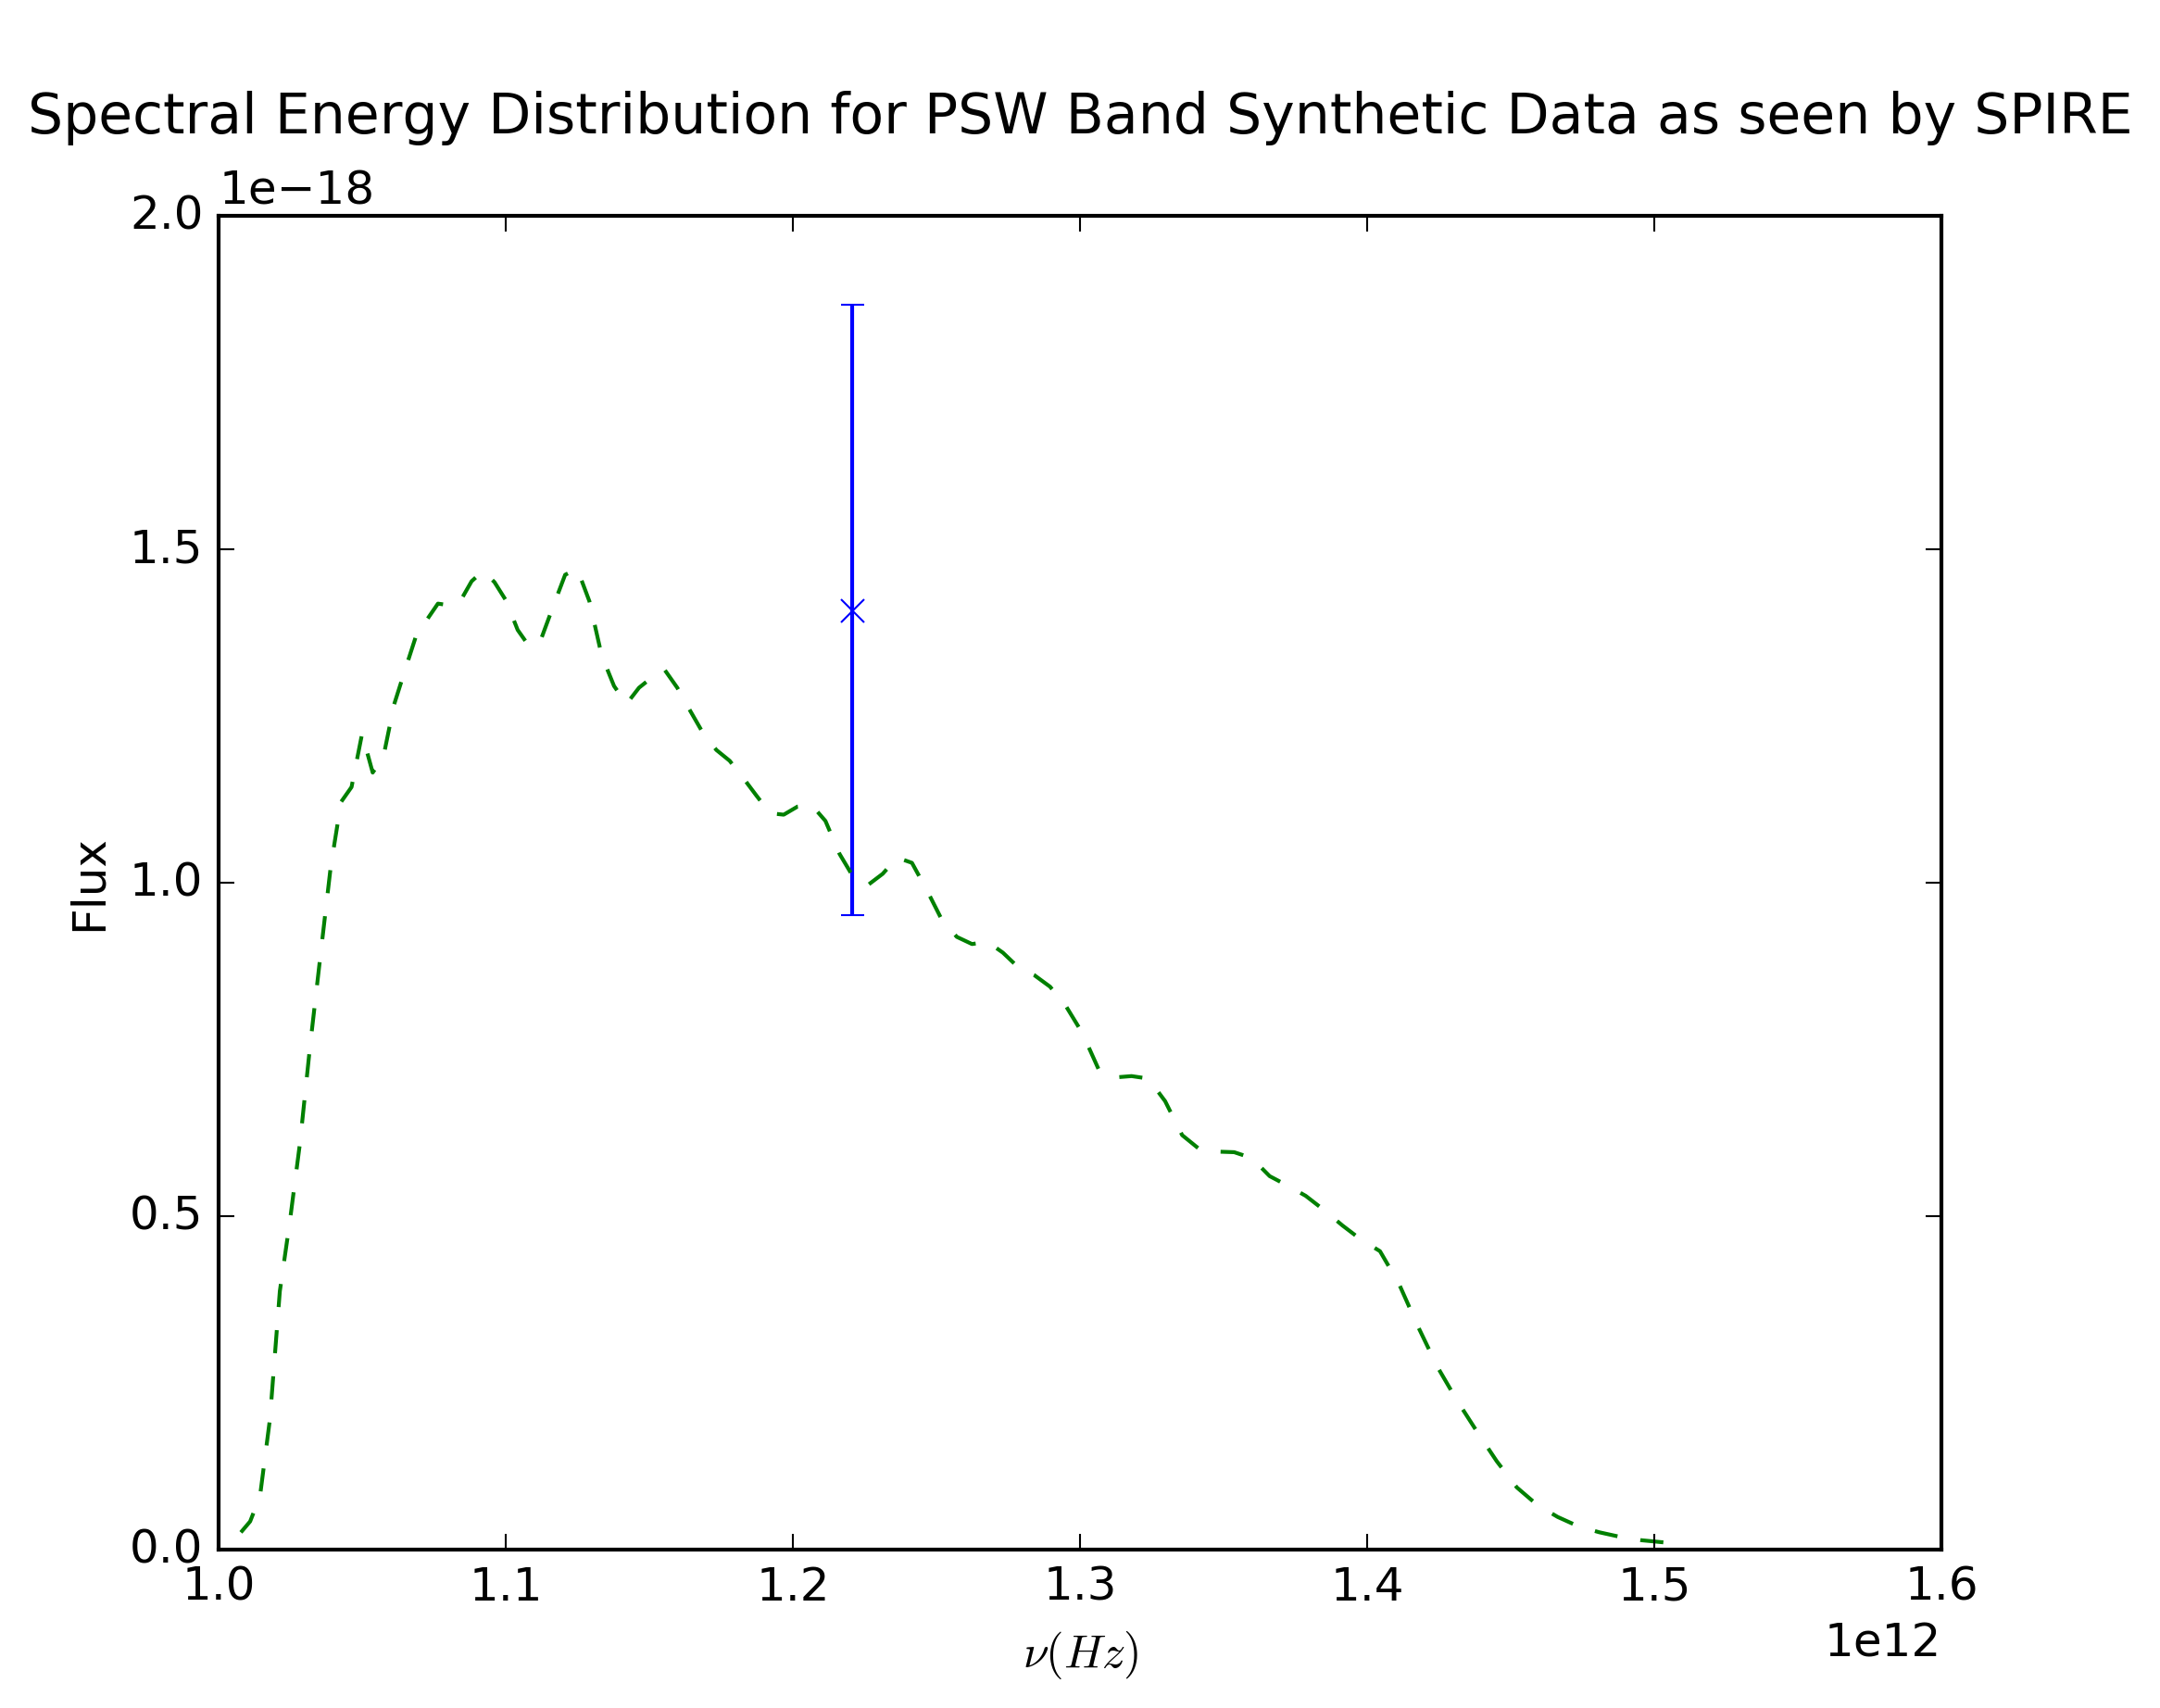 Spectral Energy Distribution for PSW Band Synthetic Data as seen by SPIRE
1e−18
2.0
1.5
1.0
0.5
0.0
Flux
1.0 1.1 1.2 1.3 1.4 1.5 1.6
1e12
ν(Hz)